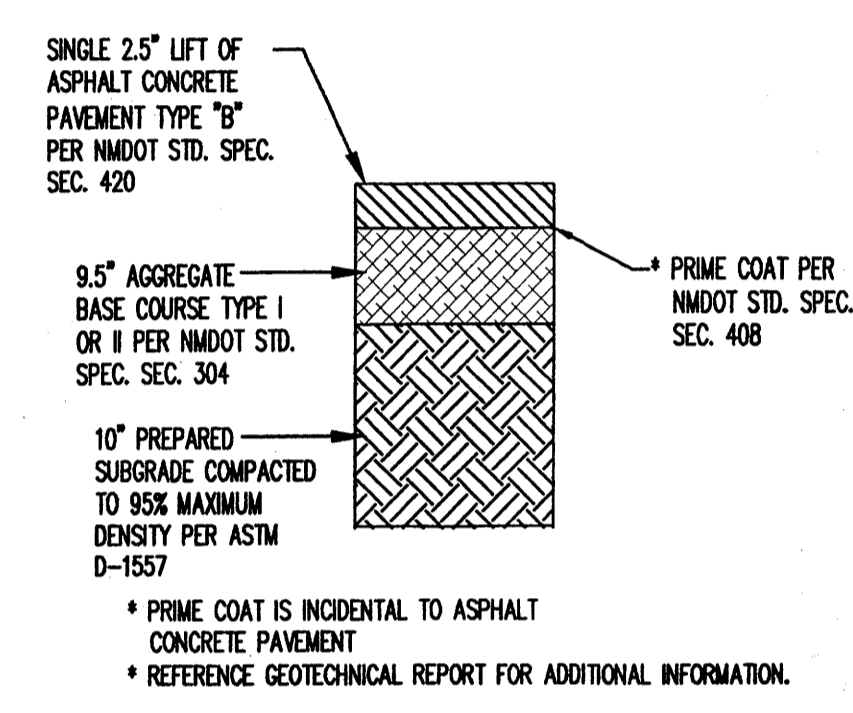 SINGLE 2.5" LIFT OF
ASPHALT CONCRETE
PAVEMENT TYPE "B"
PER NMDOT STD. SPEC.
SEC. 420
9.5" AGGREGATE
BASE COURSE TYPE I
OR II PER NMDOT STD.
SPEC. SEC. 304
* PRIME COAT PER
NMDOT STD. SPEC.
SEC. 408
10" PREPARED
SUBGRADE COMPACTED
TO 95% MAXIMUM
DENSITY PER ASTM
D-1557
* PRIME COAT IS INCIDENTAL TO ASPHALT
CONCRETE PAVEMENT
* REFERENCE GEOTECHNICAL REPORT FOR ADDITIONAL INFORMATION.